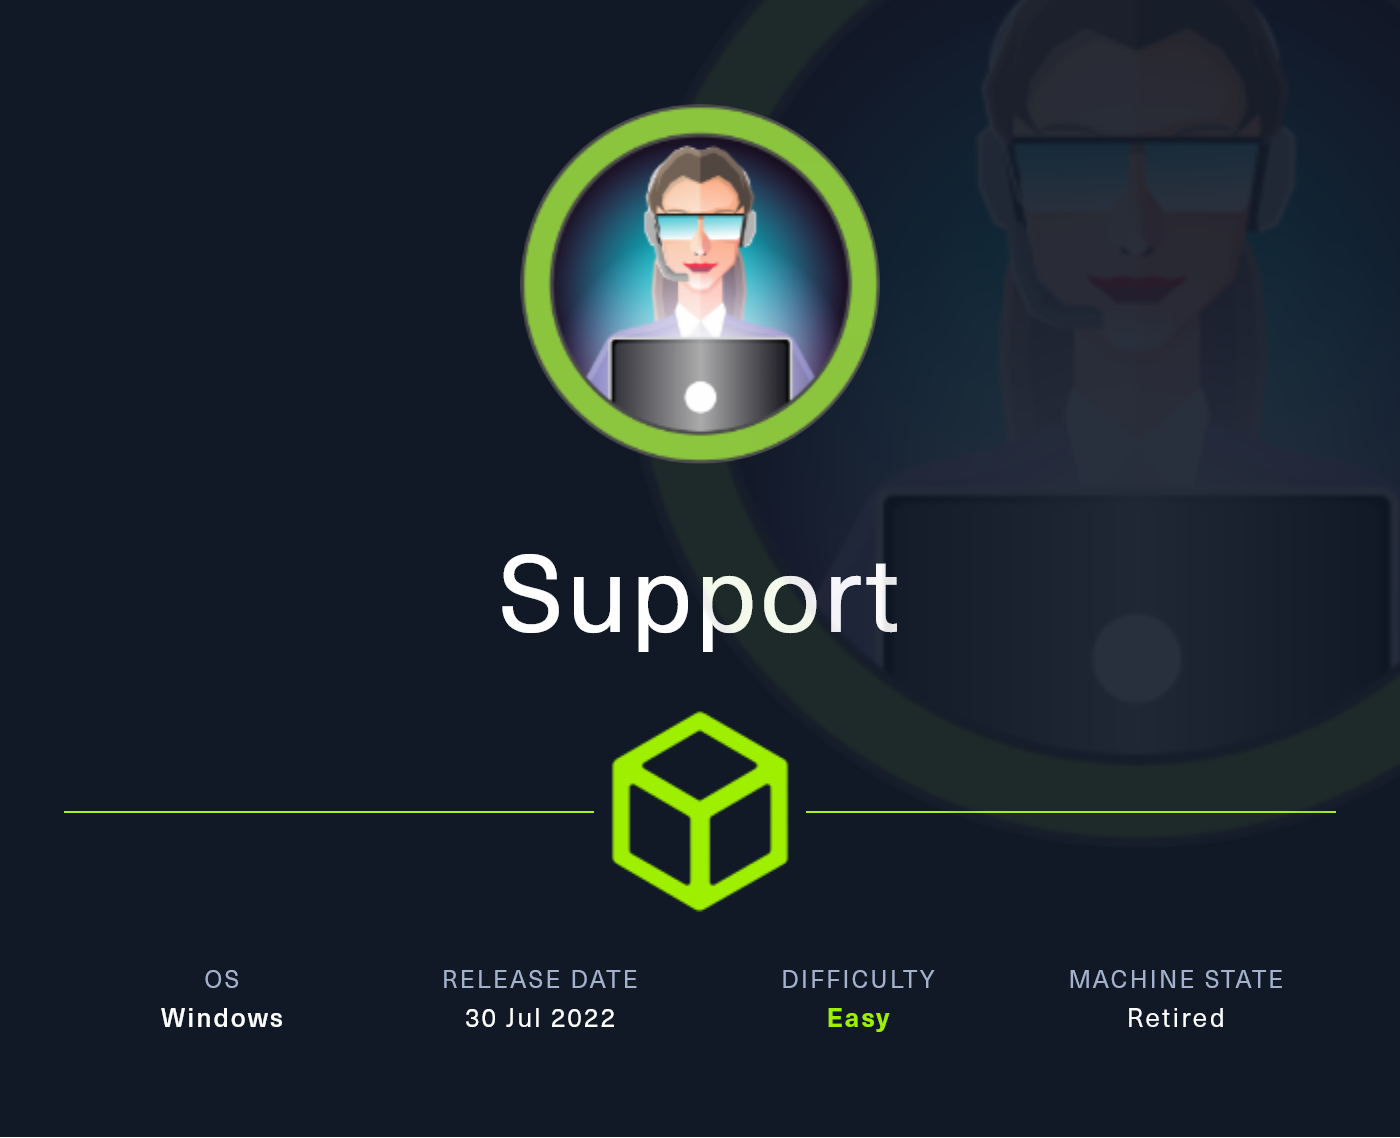 Support
OS
Windows
RELEASE DATE
30 Jul 2022
DIFFICULTY
Easy
MACHINE STATE
Retired